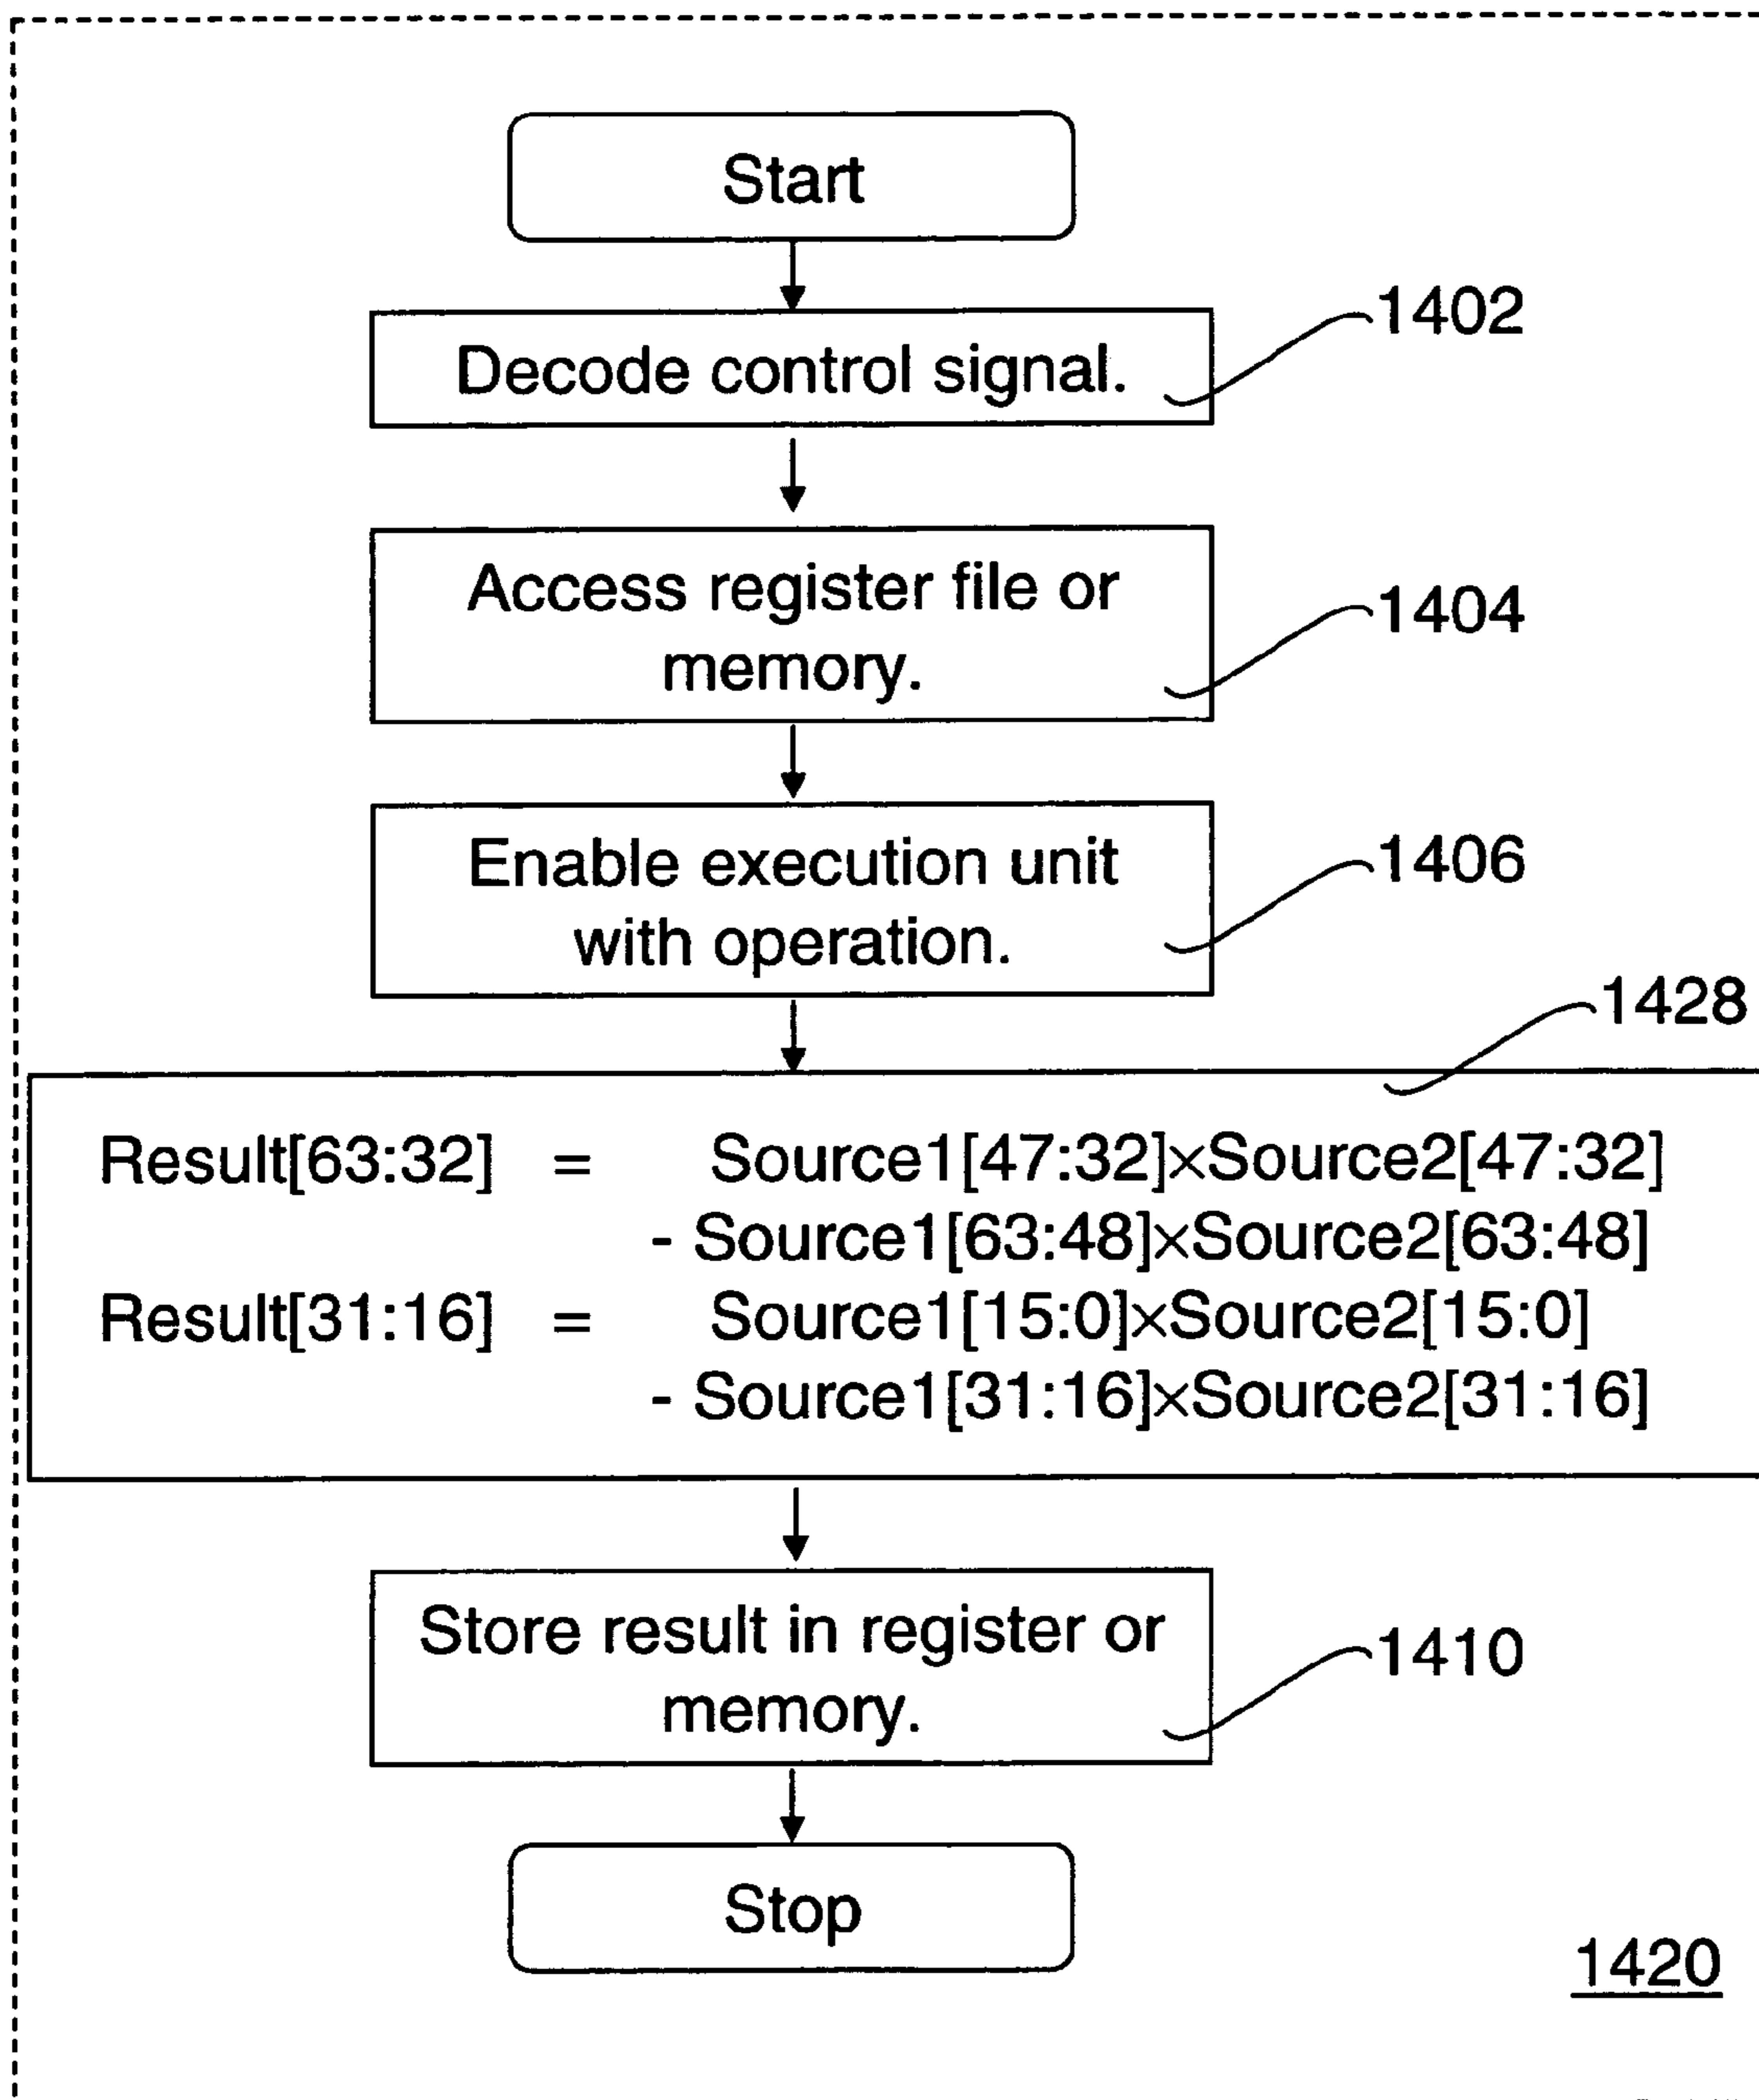 Start
1402
Decode control signal.
Access register file or
memory.
1404
Enable execution unit
with operation.
1406
1428
Result[63:32] = Source1[47:32]×Source2[47:32]
- Source1[63:48]×Source2[63:48]
Result[31:16] = Source1[15:0]×Source2[15:0]
- Source1[31:16]×Source2[31:16]
Store result in register or
memory.
1410
Stop
1420